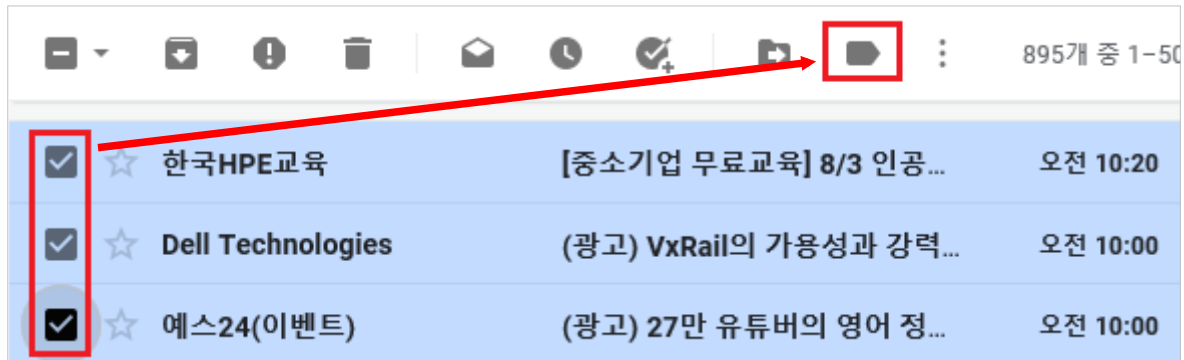 895개 중 1-50
한국HPE교육 [중소기업 무료교육] 8/3 인공... 오전 10:20
Dell Technologies (광고) VxRail의 가용성과 강력... 오전 10:00
예스24(이벤트) (광고) 27만 유튜버의 영어 정... 오전 10:00